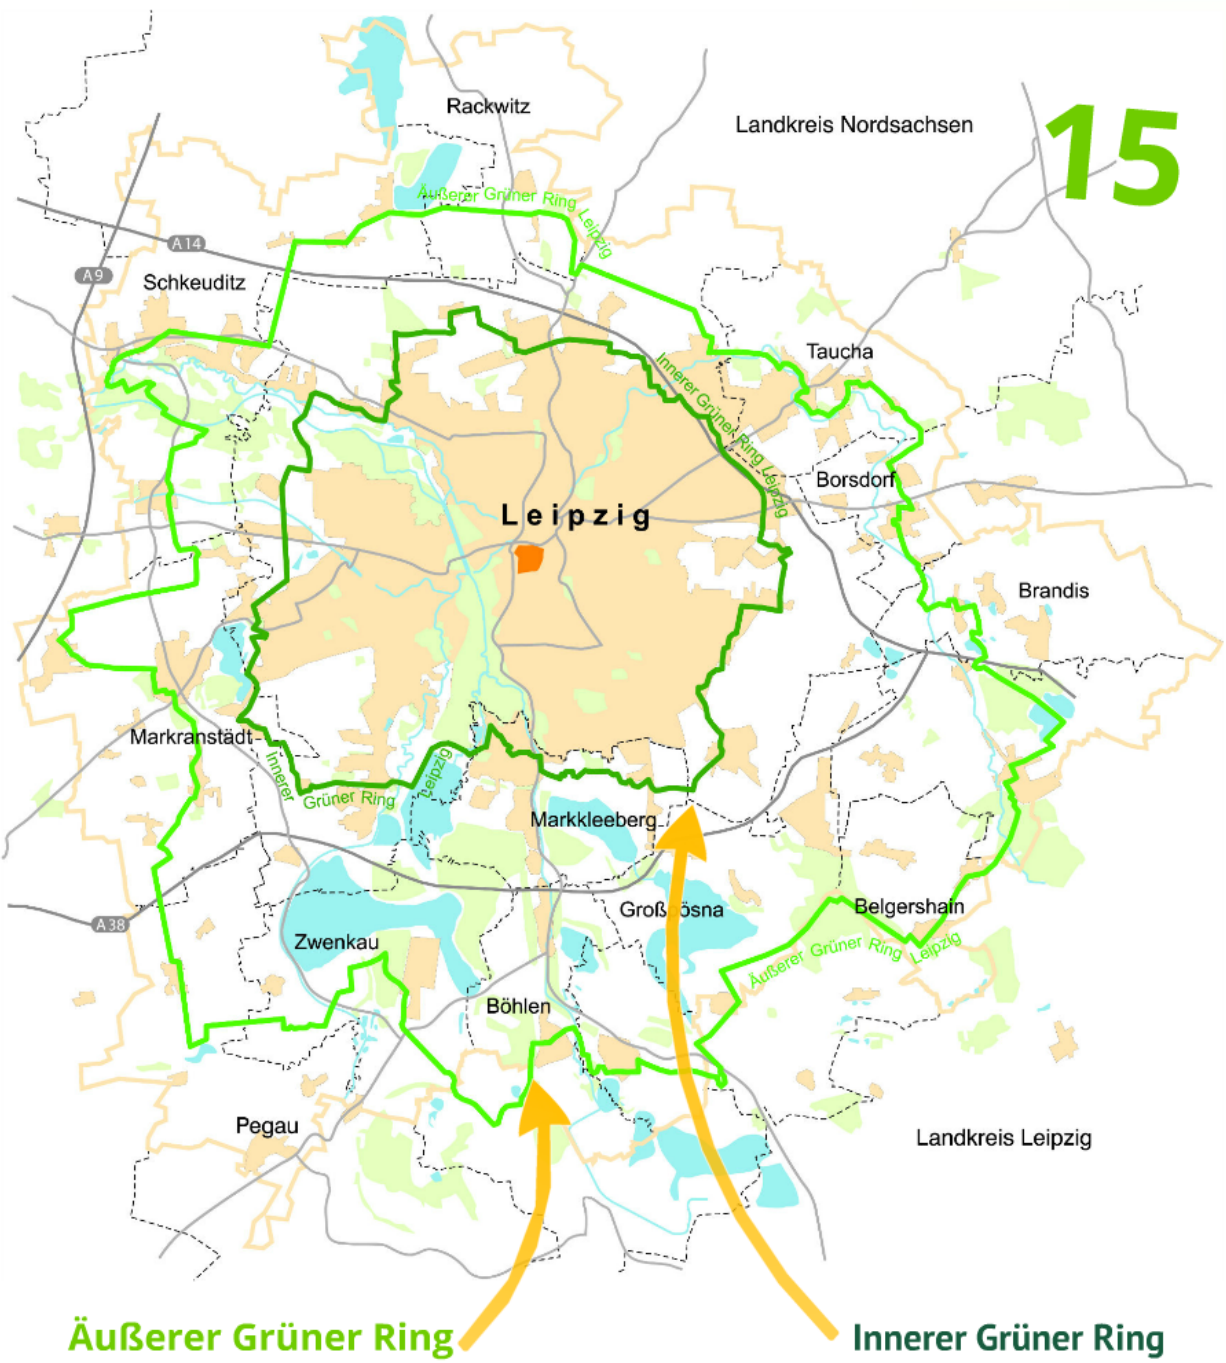 Rackwitz
Landkreis Nordsachsen
15
Äußerer Grüner Ring Leipzig
A14
A9
Schkeuditz
Taucha
Innerer Grüner Ring Leipzig
Borsdorf
Leipzig
Brandis
Markranstädt
Innerer Grüner Ring Leipzig
Markkleeberg
Großpösna
Belgershain
A38
Zwenkau
Äußerer Grüner Ring Leipzig
Böhlen
Pegau
Landkreis Leipzig
Äußerer Grüner Ring
Innerer Grüner Ring